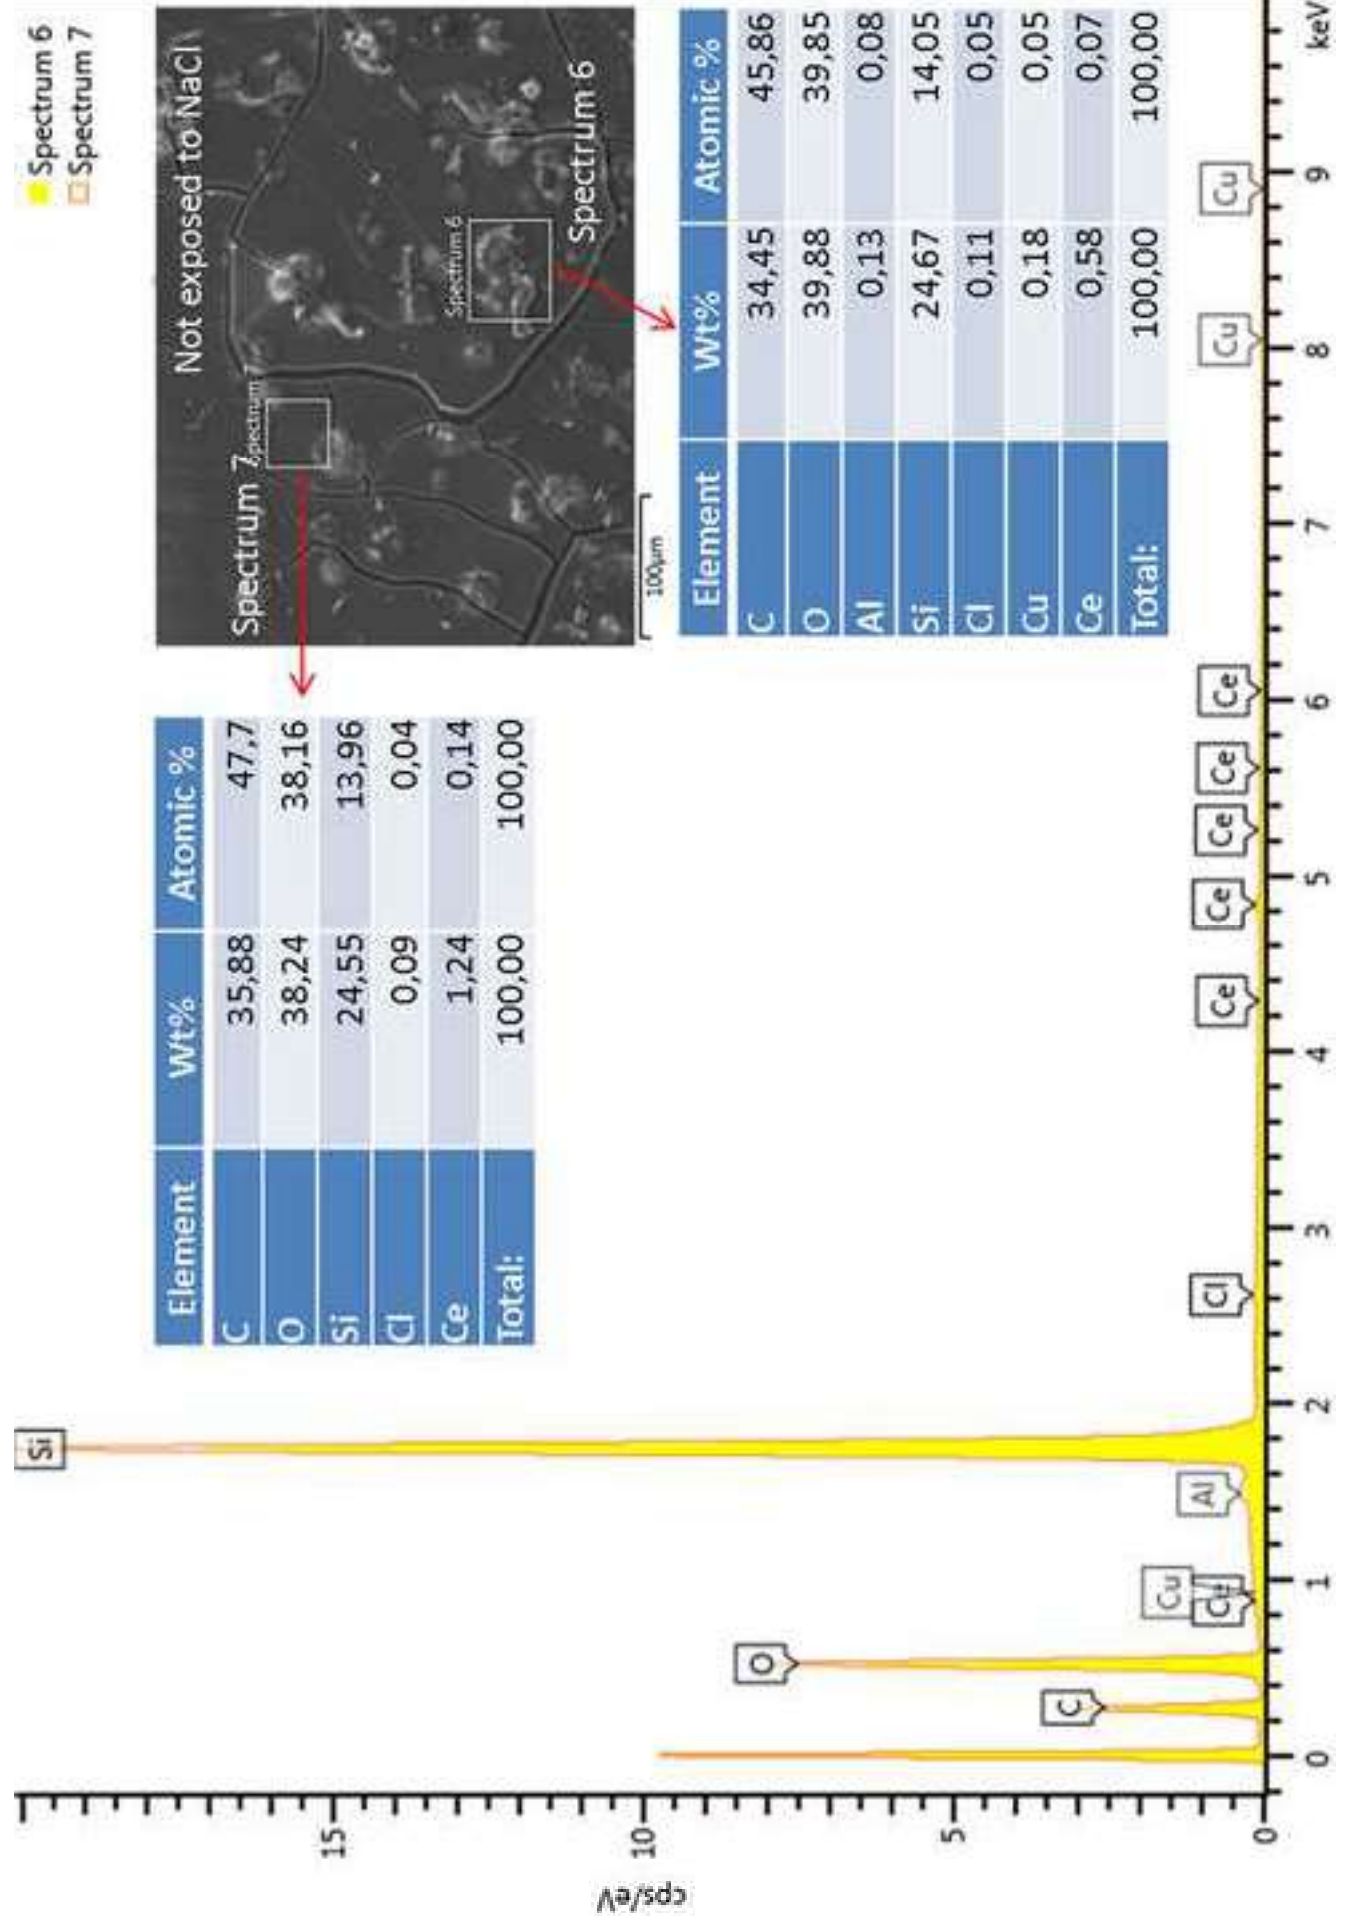 Spectrum 6
Spectrum 7
Not exposed to NaCl
Spectrum 7
Spectrum
Spectrum 6
Spectrum 6
100µm
Element Wt% Atomic %
C 35,88 47,7
O 38,24 38,16
Si 24,55 13,96
Cl 0,09 0,04
Ce 1,24 0,14
Total: 100,00 100,00
Element Wt% Atomic %
C 34,45 45,86
O 39,88 39,85
Al 0,13 0,08
Si 24,67 14,05
Cl 0,11 0,05
Cu 0,18 0,05
Ce 0,58 0,07
Total: 100,00 100,00
cps/eV
15
10
5
0
Si
O
C
Cu
Ce
Al
Cl
Ce
Ce
Ce
Ce
Ce
Cu
Cu
0 1 2 3 4 5 6 7 8 9 keV